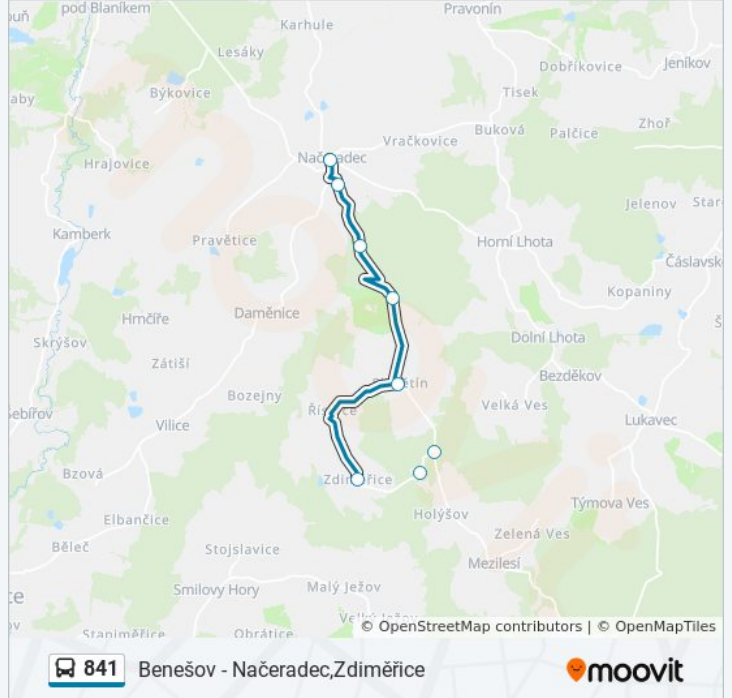 pod Blaníkem
Pravonín
Karhule
Lesáky
Dobříkovice
Jeníkov
Býkovice
Tisek
Vračkovice
Buková
Palčice
Zhoř
Načeradec
Hrajovice
Jelenov
Kamberk
Pravětice
Horní Lhota
Čáslavsk
Kopaniny
Daměnice
Hmčíře
Skrýšov
Dolní Lhota
Zátiší
Bezděkov
Bozejny
Velká Ves
Vilice
Lukavec
Bzová
Zdiměřice
Týmova Ves
Holýšov
Elbančice
Zelená Ves
Běleč
Stojslavice
Mezilesí
Smilovy Hory
Malý Ježov
© OpenStreetMap contributors | © OpenMapTiles
Staniměřice
Obrátice
841 Benešov - Načeradec,Zdiměřice
moovit